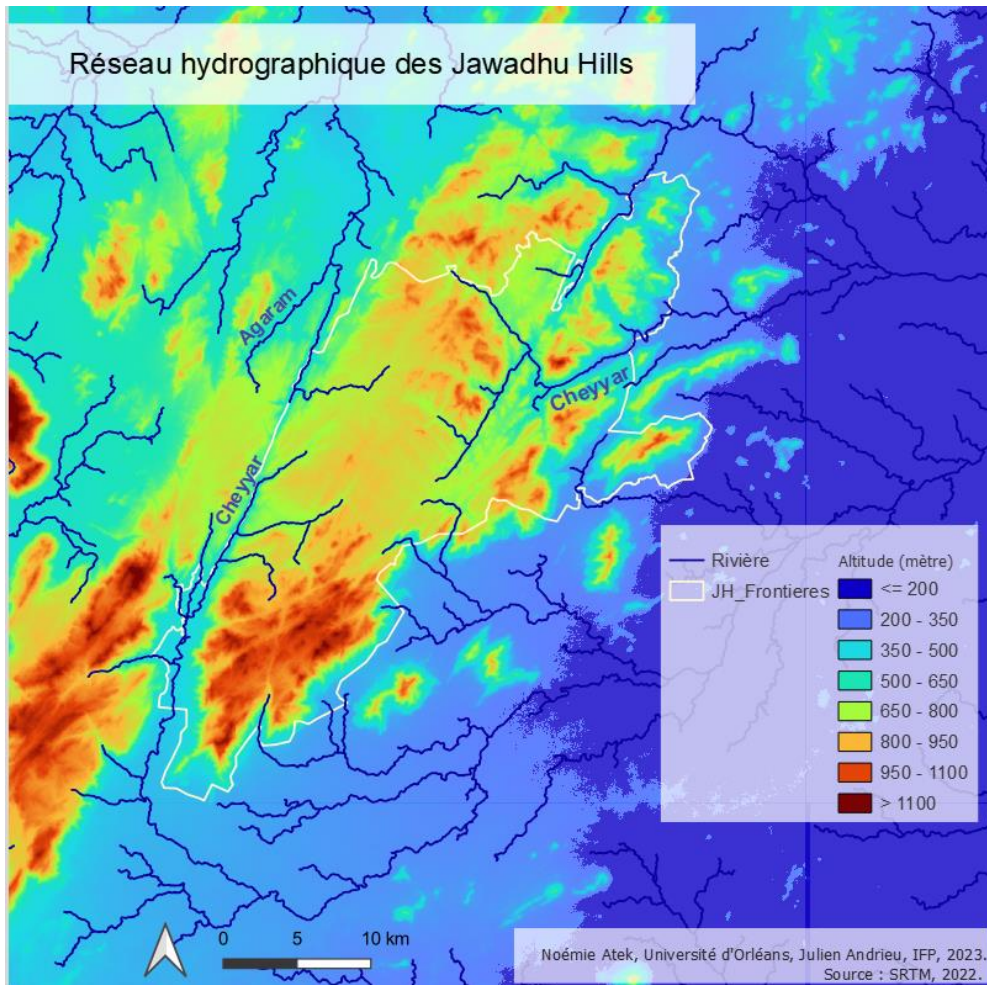 Réseau hydrographique des Jawadhu Hills
Agaram
Cheyyar
Cheyyar
Rivière
JH_Frontieres
Altitude (mètre)
<= 200
200 - 350
350 - 500
500 - 650
650 - 800
800 - 950
950 - 1100
> 1100
0 5 10 km
Noémie Atek, Université d'Orléans, Julien Andrieu, IFP, 2023.
Source : SRTM, 2022.